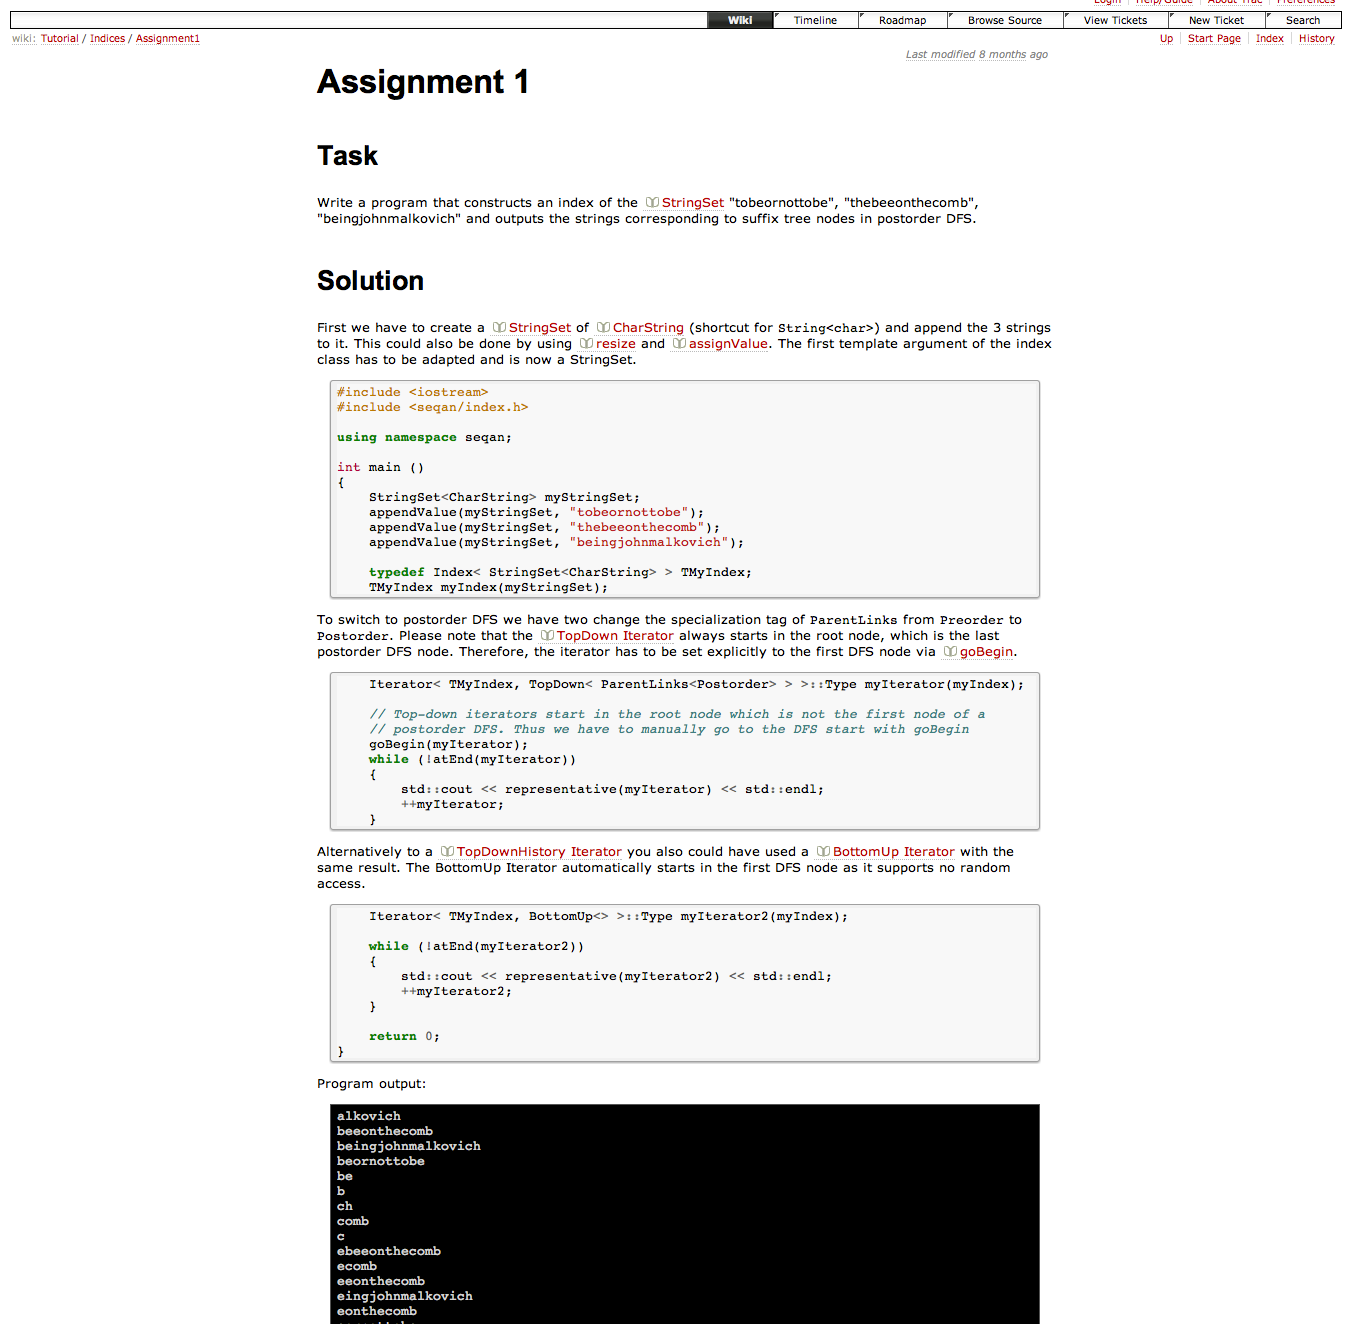 Login | Help/Guide | About Trac | Preferences
Wiki Timeline Roadmap Browse Source View Tickets New Ticket Search
wiki: Tutorial / Indices / Assignment1
Up | Start Page | Index | History
Last modified 8 months ago
Assignment 1
Task
Write a program that constructs an index of the StringSet "tobeornottobe", "thebeeonthecomb",
"beingjohnmalkovich" and outputs the strings corresponding to suffix tree nodes in postorder DFS.
Solution
First we have to create a StringSet of CharString (shortcut for String<char>) and append the 3 strings
to it. This could also be done by using resize and assignValue. The first template argument of the index
class has to be adapted and is now a StringSet.
#include <iostream>
#include <seqan/index.h>
using namespace seqan;
int main ()
{
    StringSet<CharString> myStringSet;
    appendValue(myStringSet, "tobeornottobe");
    appendValue(myStringSet, "thebeeonthecomb");
    appendValue(myStringSet, "beingjohnmalkovich");
    typedef Index< StringSet<CharString> > TMyIndex;
    TMyIndex myIndex(myStringSet);
To switch to postorder DFS we have two change the specialization tag of ParentLinks from Preorder to
Postorder. Please note that the TopDown Iterator always starts in the root node, which is the last
postorder DFS node. Therefore, the iterator has to be set explicitly to the first DFS node via goBegin.
    Iterator< TMyIndex, TopDown< ParentLinks<Postorder> > >::Type myIterator(myIndex);
    // Top-down iterators start in the root node which is not the first node of a
    // postorder DFS. Thus we have to manually go to the DFS start with goBegin
    goBegin(myIterator);
    while (!atEnd(myIterator))
    {
        std::cout << representative(myIterator) << std::endl;
        ++myIterator;
    }
Alternatively to a TopDownHistory Iterator you also could have used a BottomUp Iterator with the
same result. The BottomUp Iterator automatically starts in the first DFS node as it supports no random
access.
    Iterator< TMyIndex, BottomUp<> >::Type myIterator2(myIndex);
    while (!atEnd(myIterator2))
    {
        std::cout << representative(myIterator2) << std::endl;
        ++myIterator2;
    }
    return 0;
}
Program output:
alkovich
beeonthecomb
beingjohnmalkovich
beornottobe
be
b
ch
comb
c
ebeeonthecomb
ecomb
eeonthecomb
eingjohnmalkovich
eonthecomb